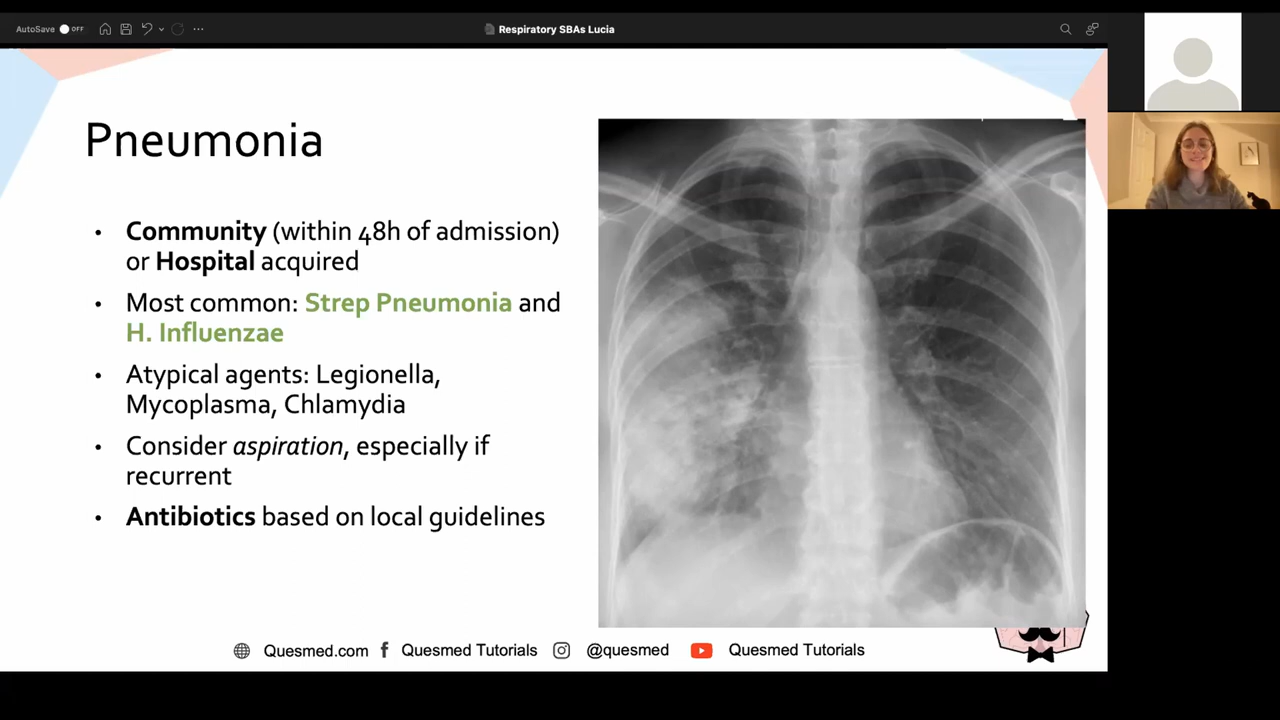 AutoSave OFF
Respiratory SBAs Lucia
Pneumonia
• Community (within 48h of admission)
or Hospital acquired
• Most common: Strep Pneumonia and
H. Influenzae
• Atypical agents: Legionella,
Mycoplasma, Chlamydia
• Consider aspiration, especially if
recurrent
• Antibiotics based on local guidelines
Quesmed.com Quesmed Tutorials @quesmed Quesmed Tutorials